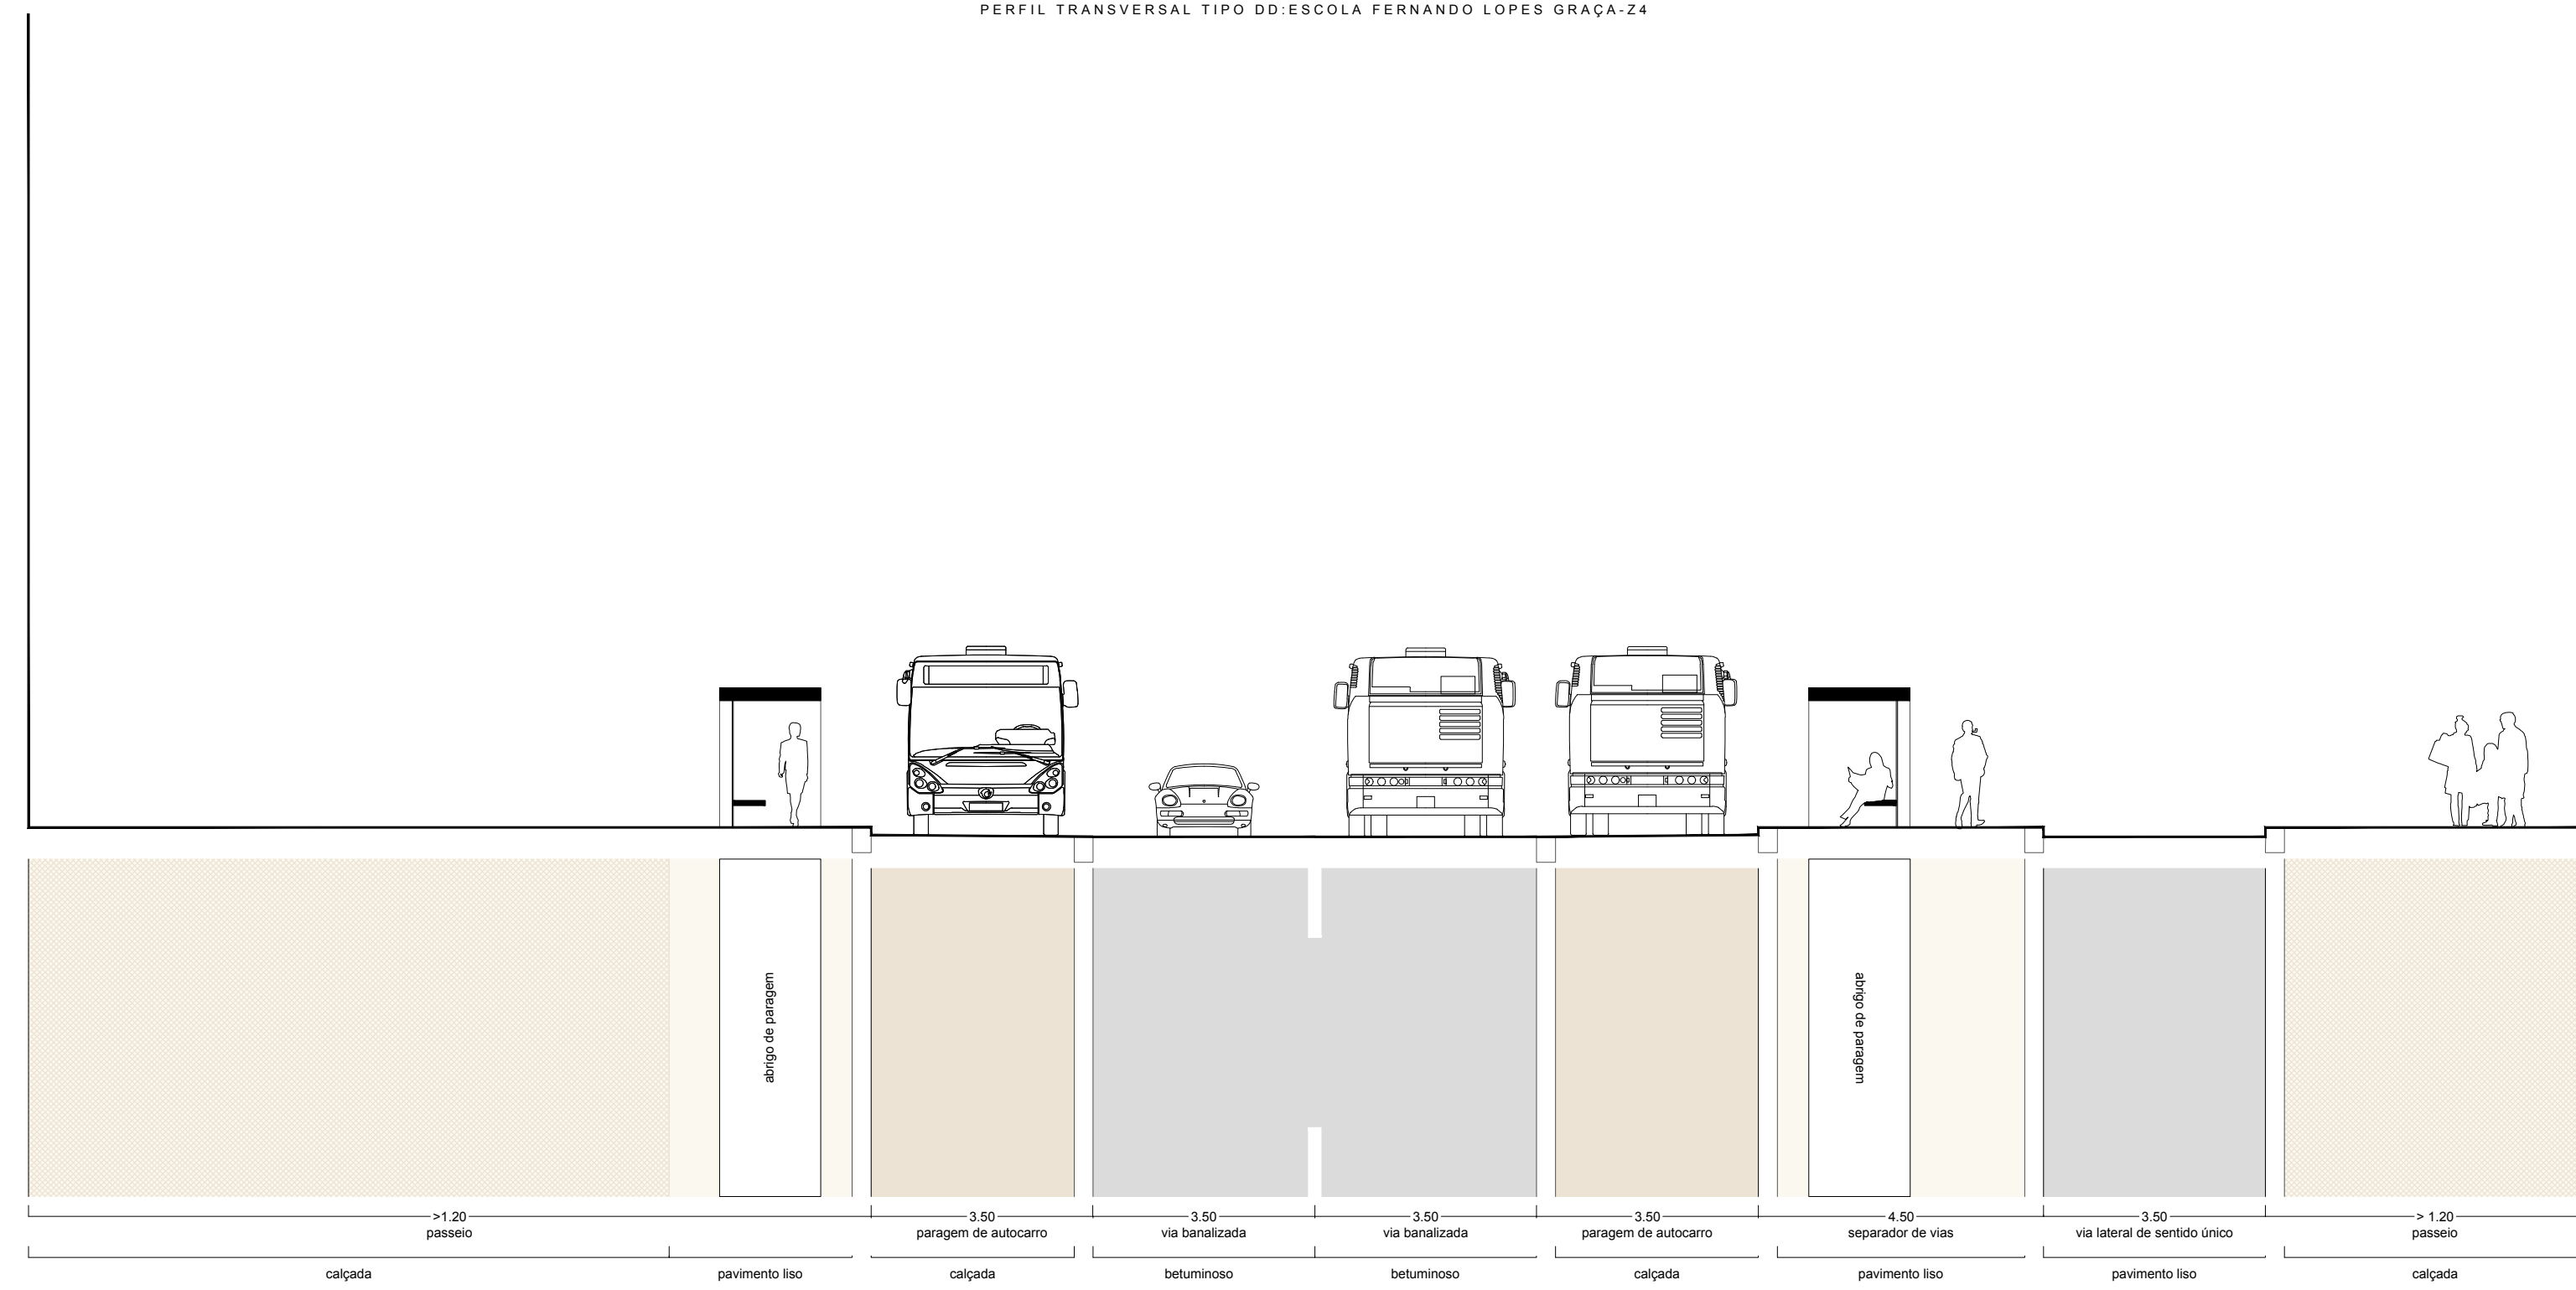 PERFIL TRANSVERSAL TIPO DD:ESCOLA FERNANDO LOPES GRAÇA-Z4
abrigo de paragem
abrigo de paragem
>1.20
3.50
3.50
3.50
3.50
4.50
3.50
> 1.20
passeio
paragem de autocarro
via banalizada
via banalizada
paragem de autocarro
separador de vias
via lateral de sentido único
passeio
calçada
pavimento liso
calçada
betuminoso
betuminoso
calçada
pavimento liso
pavimento liso
calçada